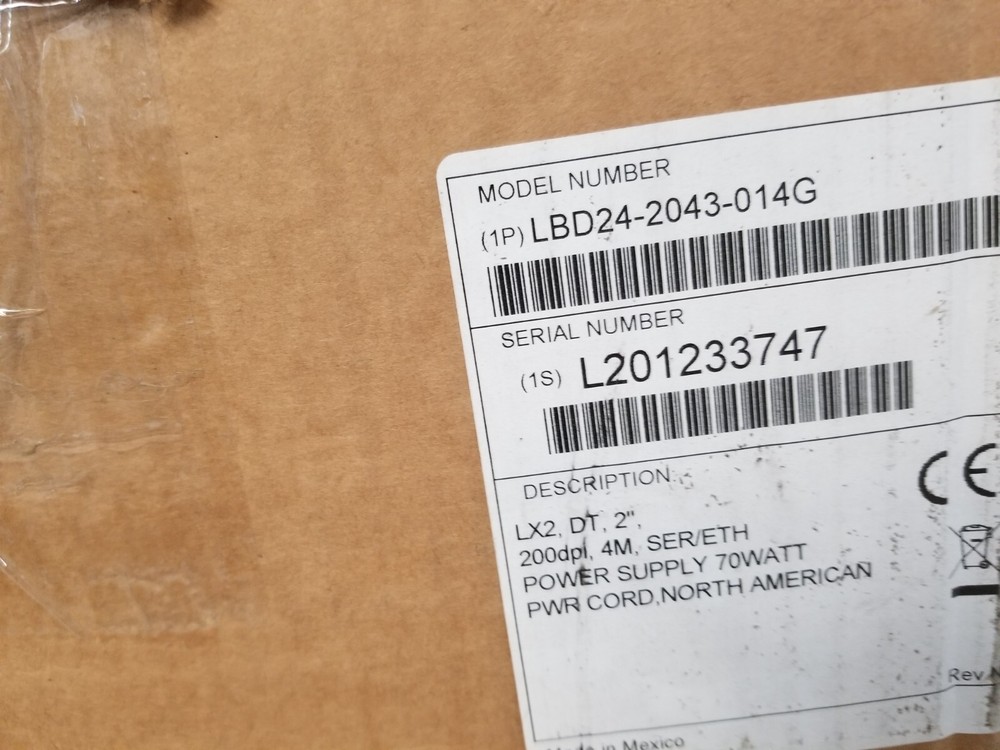 MODEL NUMBER
(1P) LBD24-2043-014G
SERIAL NUMBER
(1S) L201233747
DESCRIPTION
LX2, DT, 2",
200dpi, 4M, SER/ETH
POWER SUPPLY 70WATT
PWR CORD,NORTH AMERICAN
CE
Rev
Made in Mexico